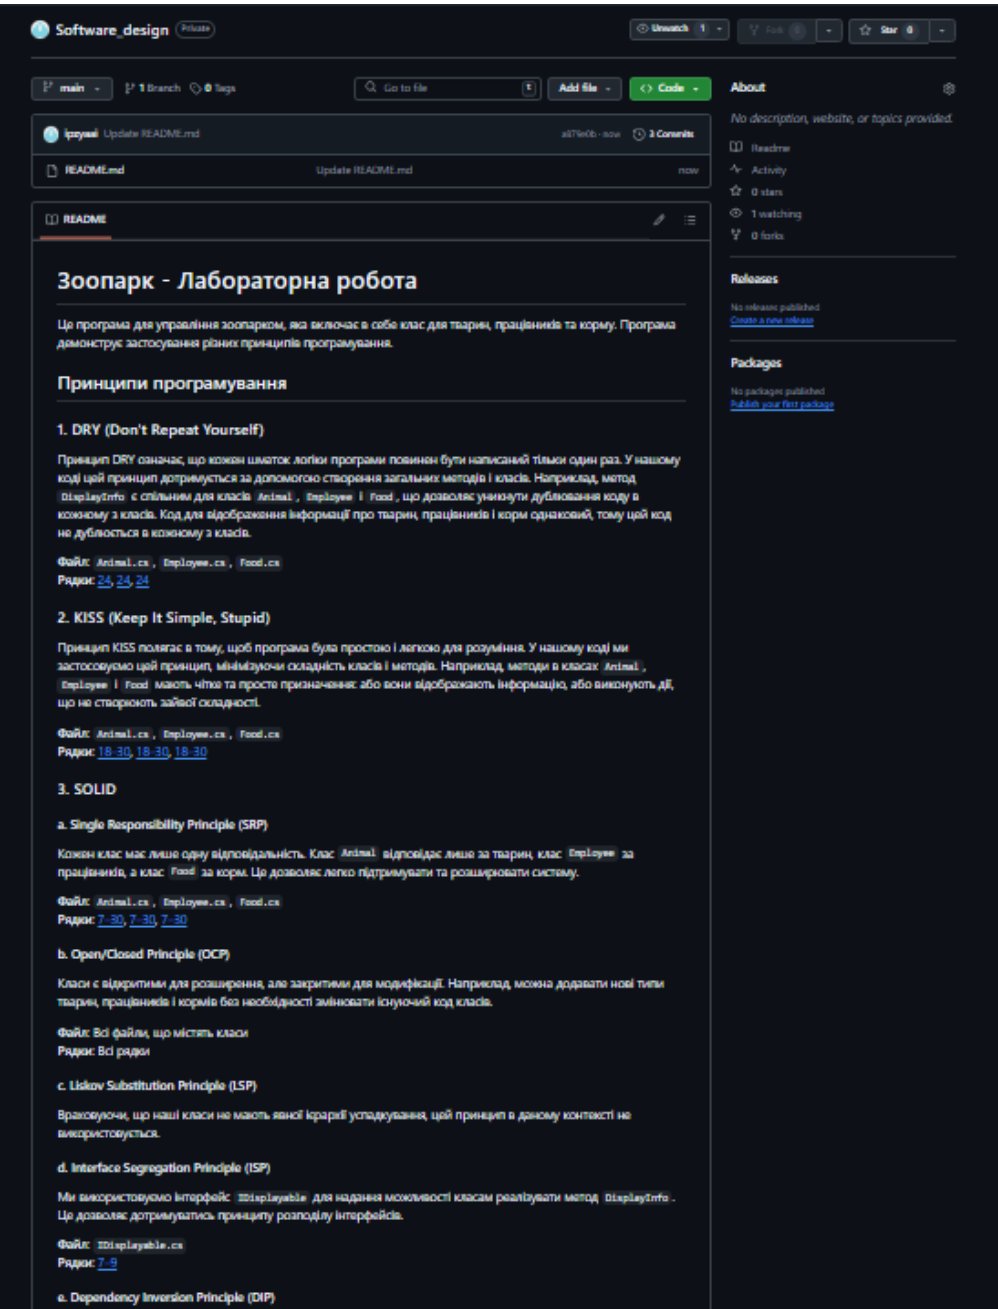 Software_design Private
Unwatch 1
Fork 0
Star 0
main
1 Branch
0 Tags
Go to file
t
Add file
Code
About
No description, website, or topics provided.
Readme
Activity
0 stars
1 watching
0 forks
Releases
No releases published
Create a new release
Packages
No packages published
Publish your first package
Update README.md
now
3 Commits
README.md
Update README.md
now
README
Зоопарк - Лабораторна робота
Це програма для управління зоопарком, яка включає в себе клас для тварин, працівників та корму. Програма
демонструє застосування різних принципів програмування.
Принципи програмування
1. DRY (Don't Repeat Yourself)
Принцип DRY означає, що кожен шматок логіки програми повинен бути написаний тільки один раз. У нашому
коді цей принцип дотримується за допомогою створення загальних методів і класів. Наприклад, метод
DisplayInfo є спільним для класів Animal, Employee і Food, що дозволяє уникнути дублювання коду в
кожному з класів. Код для відображення інформації про тварин, працівників і корм однаковий, тому цей код
не дублюється в кожному з класів.
Файл: Animal.cs, Employee.cs, Food.cs
Рядки: 24, 24, 24
2. KISS (Keep It Simple, Stupid)
Принцип KISS полягає в тому, щоб програма була простою і легкою для розуміння. У нашому коді ми
застосовуємо цей принцип, мінімізуючи складність класів і методів. Наприклад, методи в класах Animal,
Employee і Food мають чітке та просте призначення: або вони відображають інформацію, або виконують дії,
що не створюють зайвої складності.
Файл: Animal.cs, Employee.cs, Food.cs
Рядки: 18-30, 18-30, 18-30
3. SOLID
a. Single Responsibility Principle (SRP)
Кожен клас має лише одну відповідальність. Клас Animal відповідає лише за тварин, клас Employee за
працівників, а клас Food за корм. Це дозволяє легко підтримувати та розширювати систему.
Файл: Animal.cs, Employee.cs, Food.cs
Рядки: 7-30, 7-30, 7-30
b. Open/Closed Principle (OCP)
Класи є відкритими для розширення, але закритими для модифікації. Наприклад, можна додавати нові типи
тварин, працівників і кормів без необхідності змінювати існуючий код класів.
Файл: Всі файли, що містять класи
Рядки: Всі рядки
c. Liskov Substitution Principle (LSP)
Враховуючи, що наші класи не мають явної ієрархії успадкування, цей принцип в даному контексті не
використовується.
d. Interface Segregation Principle (ISP)
Ми використовуємо інтерфейс IDisplayable для надання можливості класам реалізувати метод DisplayInfo.
Це дозволяє дотримуватись принципу розподілу інтерфейсів.
Файл: IDisplayable.cs
Рядки: 7-9
e. Dependency Inversion Principle (DIP)